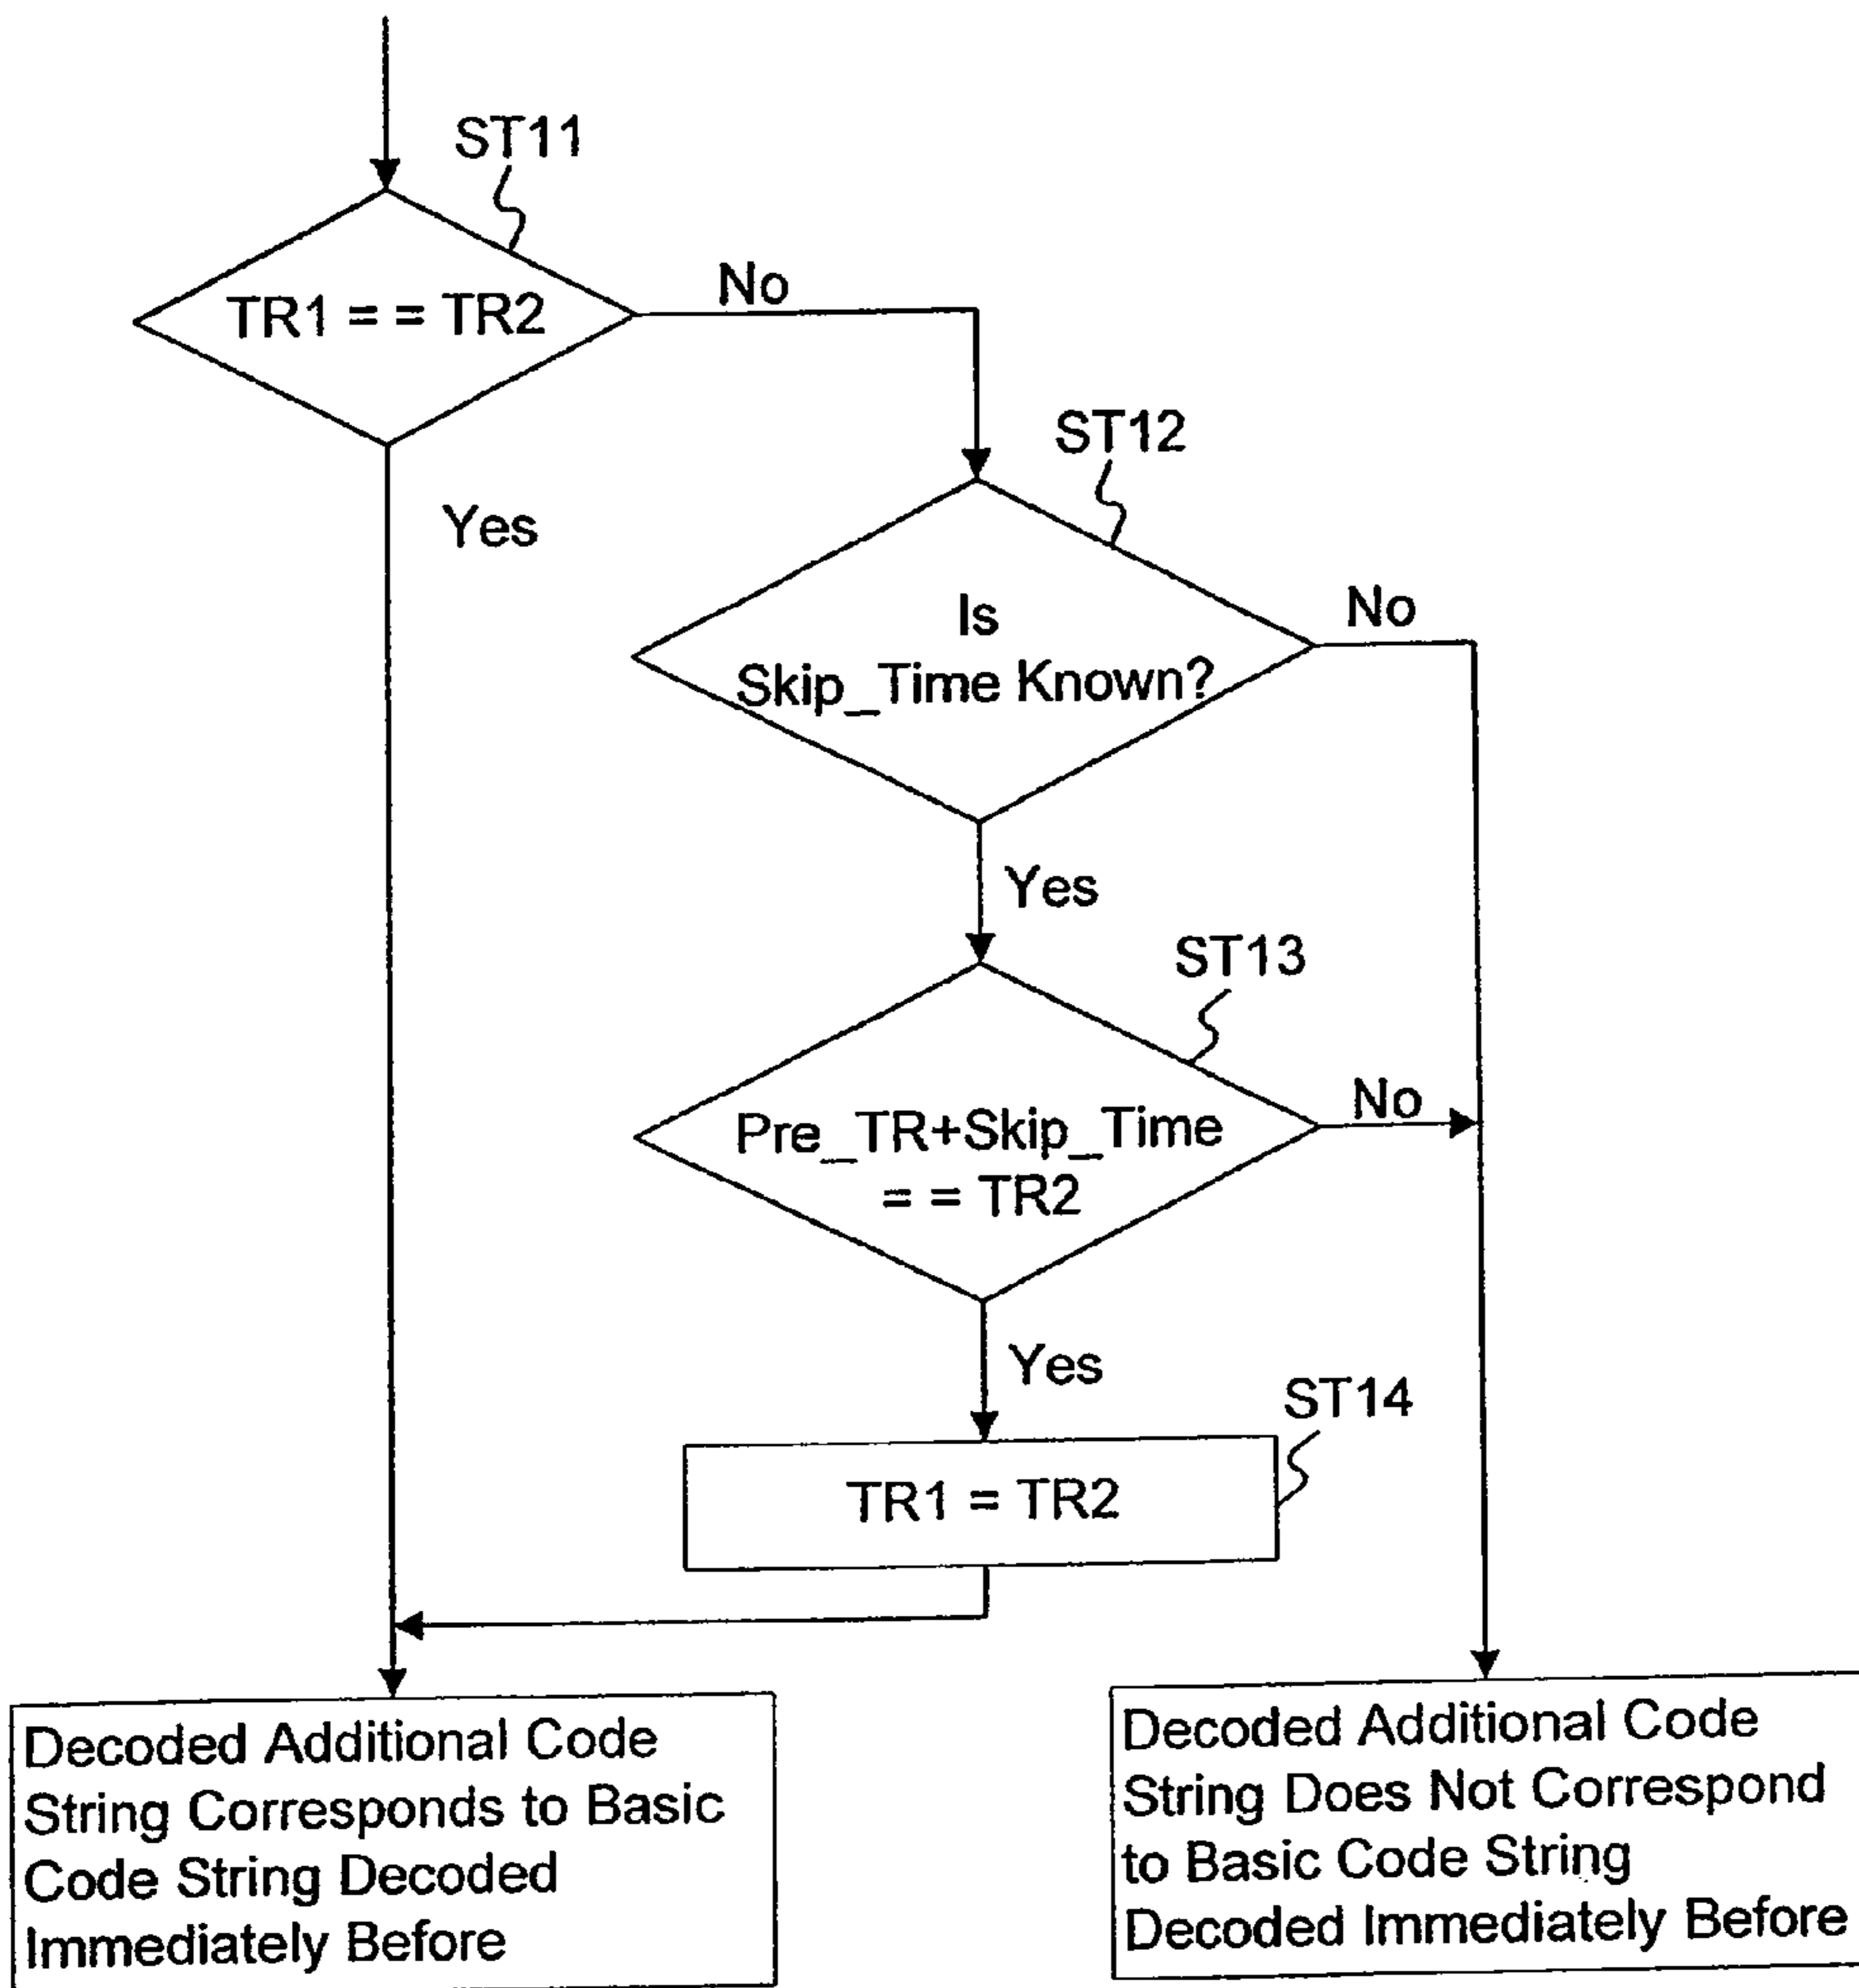 ST11
TR1 = = TR2
No
Yes
ST12
Is
Skip_Time Known?
No
Yes
ST13
Pre_TR+Skip_Time
= = TR2
No
Yes
ST14
TR1 = TR2
Decoded Additional Code
String Corresponds to Basic
Code String Decoded
Immediately Before
Decoded Additional Code
String Does Not Correspond
to Basic Code String
Decoded Immediately Before